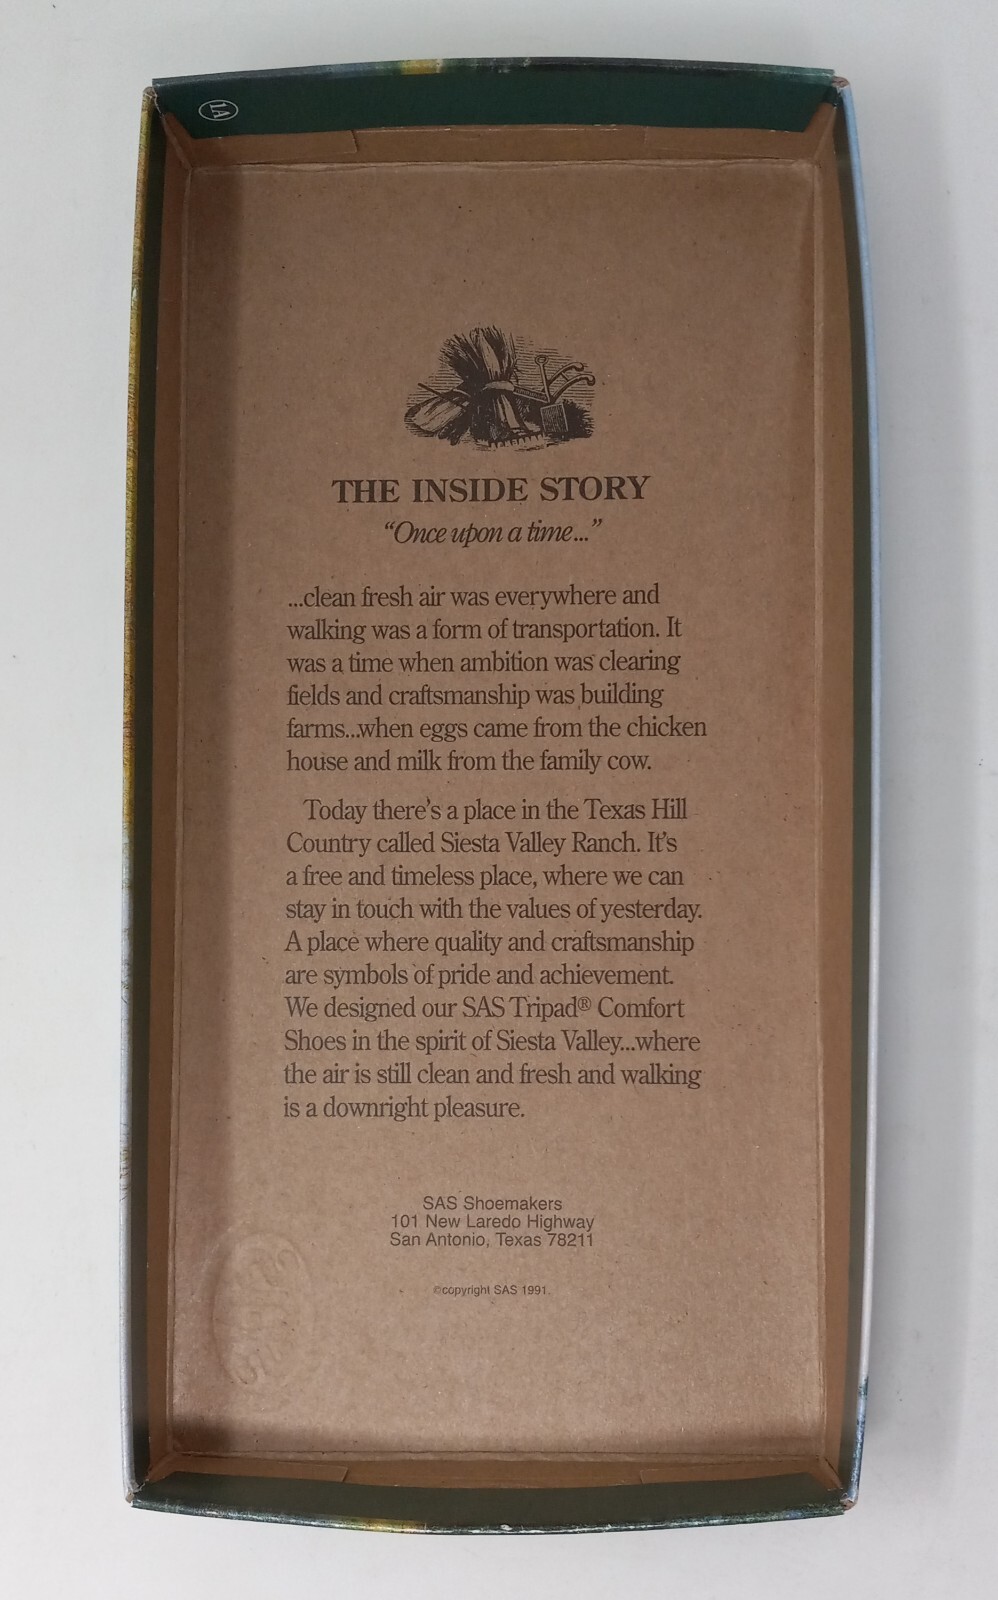 1A
THE INSIDE STORY
“Once upon a time...”
...clean fresh air was everywhere and
walking was a form of transportation. It
was a time when ambition was clearing
fields and craftsmanship was building
farms...when eggs came from the chicken
house and milk from the family cow.
Today there's a place in the Texas Hill
Country called Siesta Valley Ranch. It's
a free and timeless place, where we can
stay in touch with the values of yesterday.
A place where quality and craftsmanship
are symbols of pride and achievement.
We designed our SAS Tripad® Comfort
Shoes in the spirit of Siesta Valley...where
the air is still clean and fresh and walking
is a downright pleasure.
SAS Shoemakers
101 New Laredo Highway
San Antonio, Texas 78211
©copyright SAS 1991.